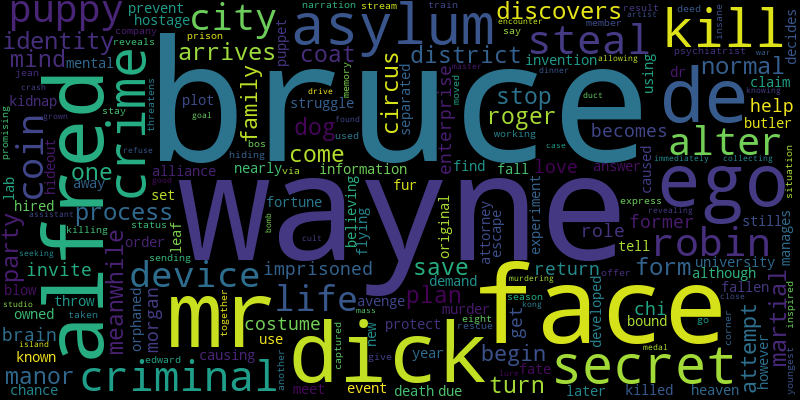 puppy
prevent
hostage
city
narration
stream
train
discovers
kill
decides
identity
arrives
asylum
encounter
say
member
result
artist
deed
insane
company
reveals
prison
coat
steal
mind
mental
puppet
district
invention
war
psychiatrist
allowing
normal
jean
crash
grown
kidnap
threatens
plot
family
circus
memory
struggle
separated
dinner
master
using
dr
knowing
claim
bruce
de
help
butler
stay
goal
drive
found
stop
roger
duct
promising
hideout
alfred
crime
refuse
hiding
bos
used
dog
enterprise
moved
working
case
becomes
alter
lab
coin
one
nearly
via
come
information
find
fall
love
answer
caused
immediately
collecting
situation
hired
away
alliance
good
believing
flying
fur
wayne
ego
express
revealing
assistant
process
set
fortune
original
attorney
escape
experiment
role
former
still
manages
party
killing
status
leaf
bomb
tell
robin
seeking
order
sending
cult
university
meanwhile
invite
device
imprisoned
save
return
form
although
blow
throw
orphaned
morgan
mr
life
demand
face
offer
developed
chi
fallen
inspired
owned
taken
together
avenge
plan
murdering
bound
martial
studio
brain
costume
mass
murder
season
get
close
go
corner
attempt
island
known
causing
use
new
protect
eight
rescue
however
manor
edward
captured
year
kong
begin
secret
medal
chance
criminal
another
meet
event
dick
give
death
due
lure
fate
turn
later
killed
heaven
youngest